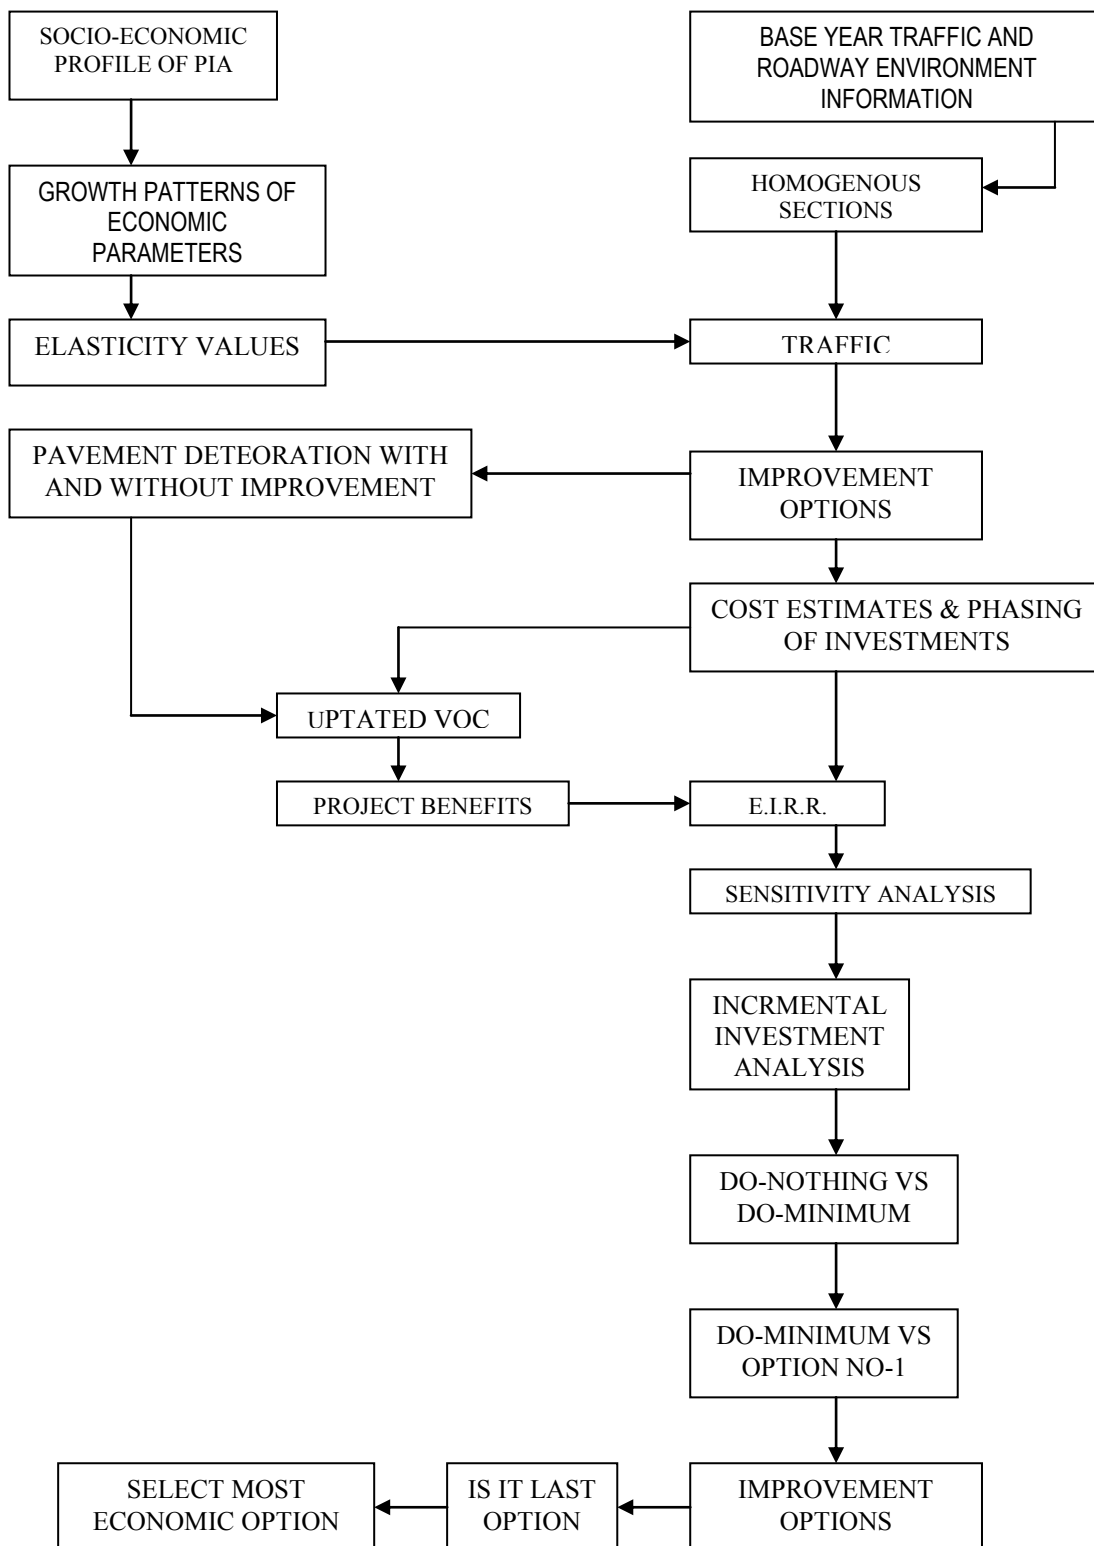 SOCIO-ECONOMIC
PROFILE OF PIA
BASE YEAR TRAFFIC AND
ROADWAY ENVIRONMENT
INFORMATION
GROWTH PATTERNS OF
ECONOMIC
PARAMETERS
HOMOGENOUS
SECTIONS
ELASTICITY VALUES
TRAFFIC
PAVEMENT DETEORATION WITH
AND WITHOUT IMPROVEMENT
IMPROVEMENT
OPTIONS
COST ESTIMATES & PHASING
OF INVESTMENTS
UPTATED VOC
PROJECT BENEFITS
E.I.R.R.
SENSITIVITY ANALYSIS
INCRMENTAL
INVESTMENT
ANALYSIS
DO-NOTHING VS
DO-MINIMUM
DO-MINIMUM VS
OPTION NO-1
SELECT MOST
ECONOMIC OPTION
IS IT LAST
OPTION
IMPROVEMENT
OPTIONS